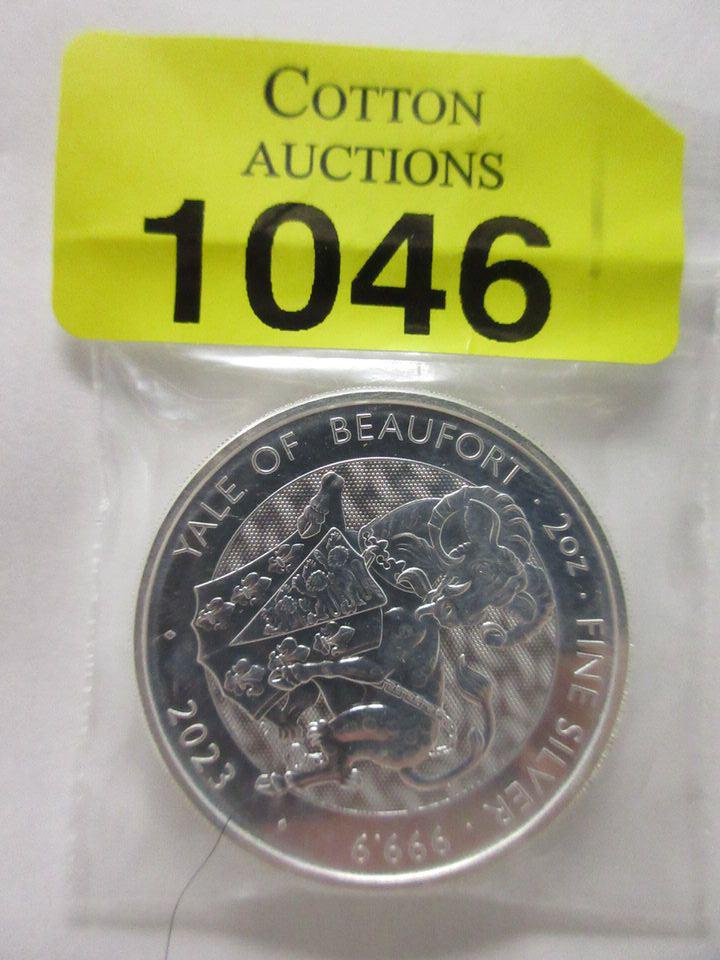 COTTON
AUCTIONS
1046
YALE OF BEAUFORT · 2OZ · FINE SILVER · 999.9
2023